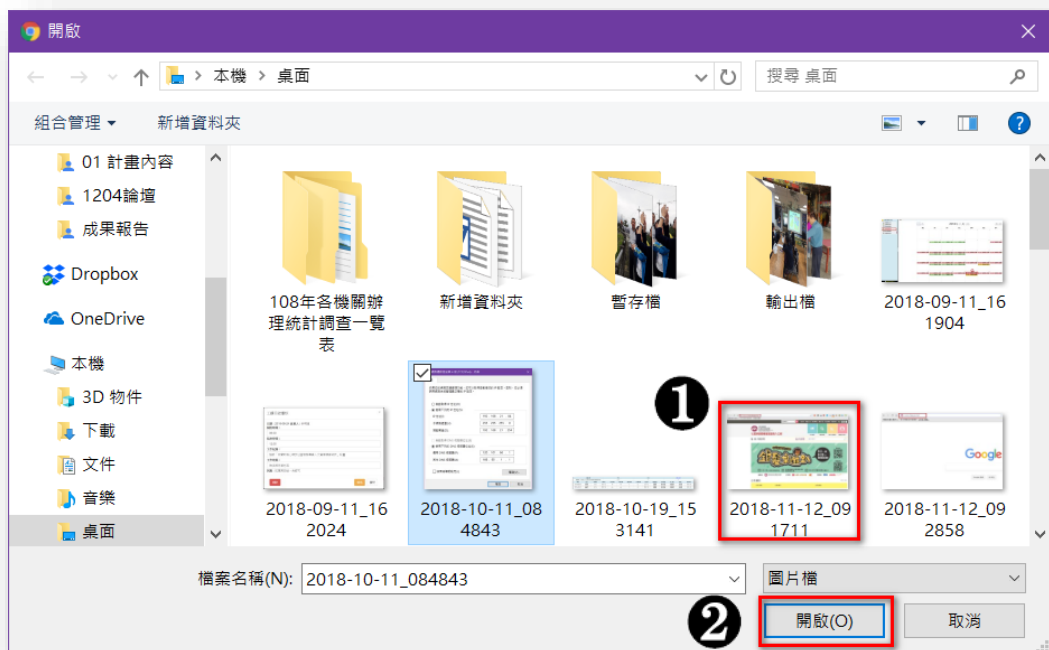 開啟
本機 > 桌面
搜尋 桌面
組合管理
新增資料夾
?
01 計畫內容
1204論壇
成果報告
Dropbox
OneDrive
本機
3D 物件
下載
文件
音樂
桌面
108年各機關辦
理統計調查一覽
表
新增資料夾
暫存檔
輸出檔
2018-09-11_16
1904
1
2018-09-11_16
2024
2018-10-11_08
4843
2018-10-19_15
3141
2018-11-12_09
1711
Google
2018-11-12_09
2858
檔案名稱(N):
2018-10-11_084843
圖片檔
2
開啟(O)
取消